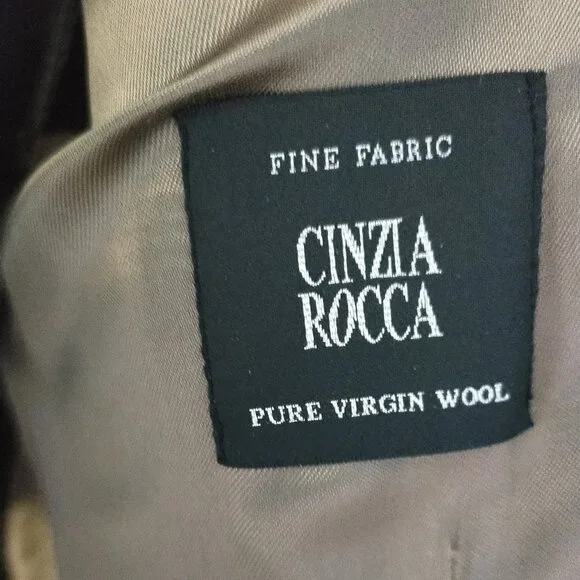 FINE FABRIC
CINZIA
ROCCA
PURE VIRGIN WOOL